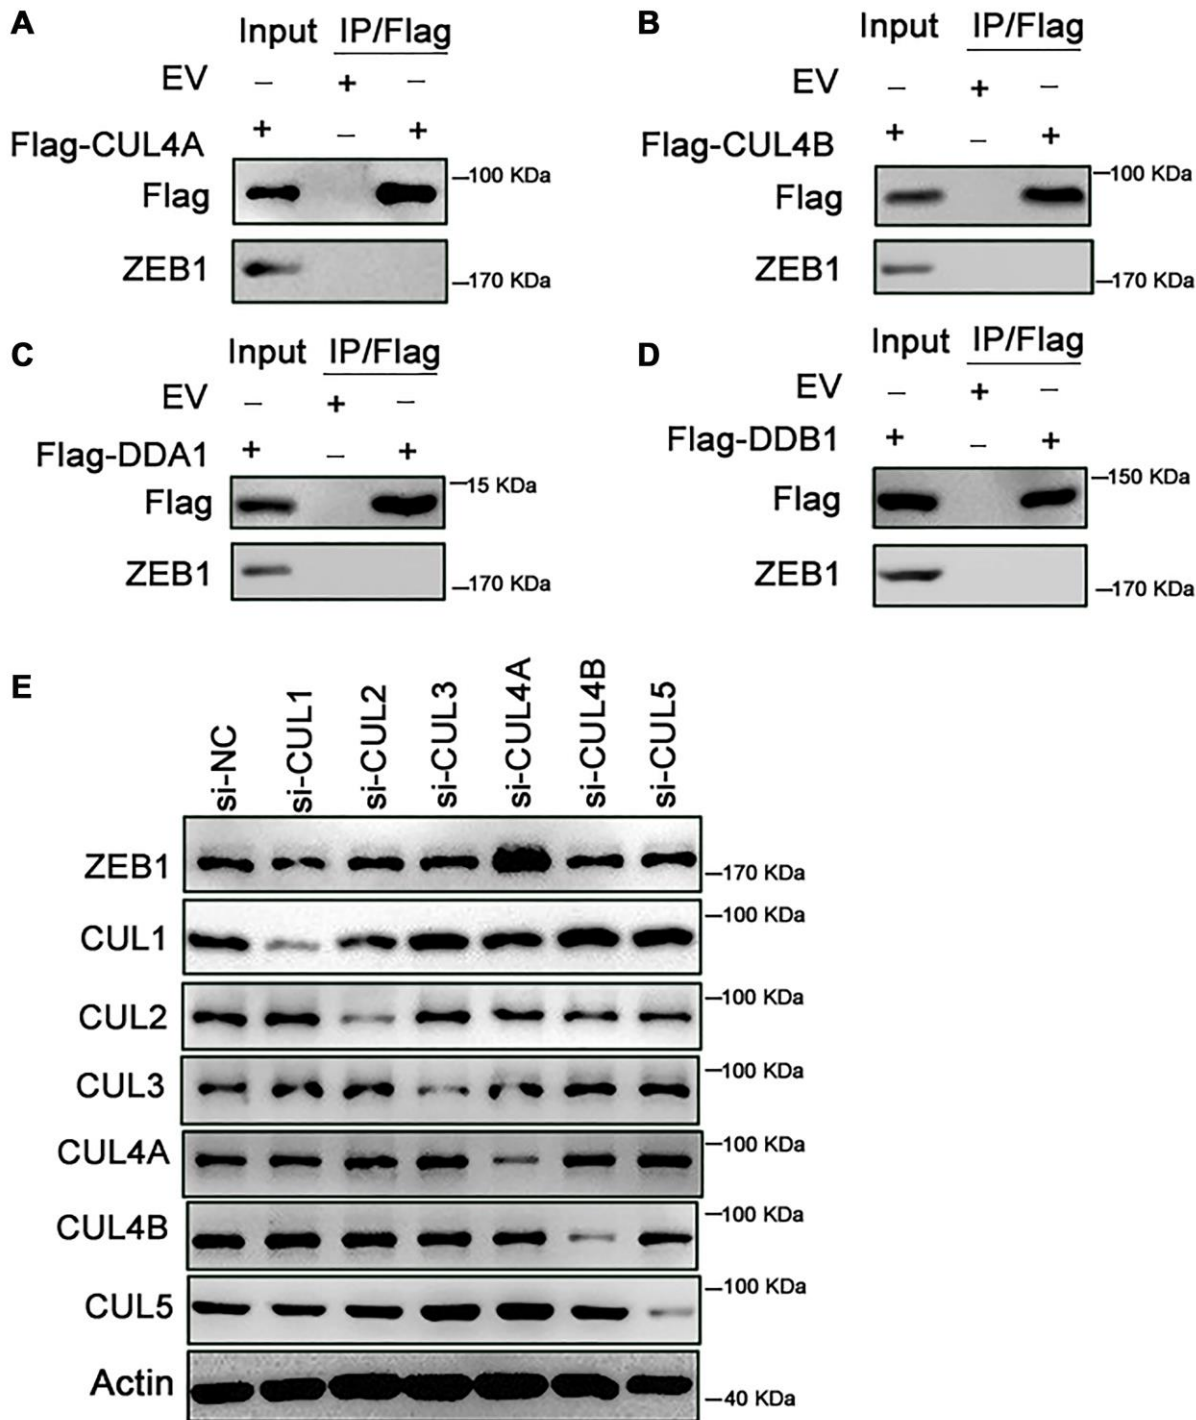 A
Input IP/Flag
EV – + –
Flag-CUL4A + – +
Flag
–100 KDa
ZEB1
–170 KDa
B
Input IP/Flag
EV – + –
Flag-CUL4B + – +
Flag
–100 KDa
ZEB1
–170 KDa
C
Input IP/Flag
EV – + –
Flag-DDA1 + – +
Flag
–15 KDa
ZEB1
–170 KDa
D
Input IP/Flag
EV – + –
Flag-DDB1 + – +
Flag
–150 KDa
ZEB1
–170 KDa
E
si-NC si-CUL1 si-CUL2 si-CUL3 si-CUL4A si-CUL4B si-CUL5
ZEB1 –170 KDa
CUL1 –100 KDa
CUL2 –100 KDa
CUL3 –100 KDa
CUL4A –100 KDa
CUL4B –100 KDa
CUL5 –100 KDa
Actin –40 KDa